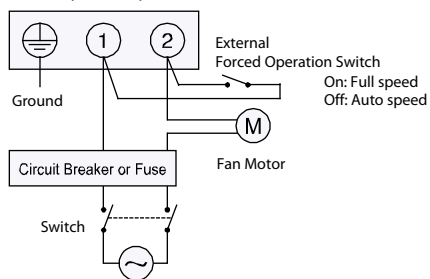 1 2
External
Forced Operation Switch
On: Full speed
Off: Auto speed
Ground
M
Fan Motor
Circuit Breaker or Fuse
Switch